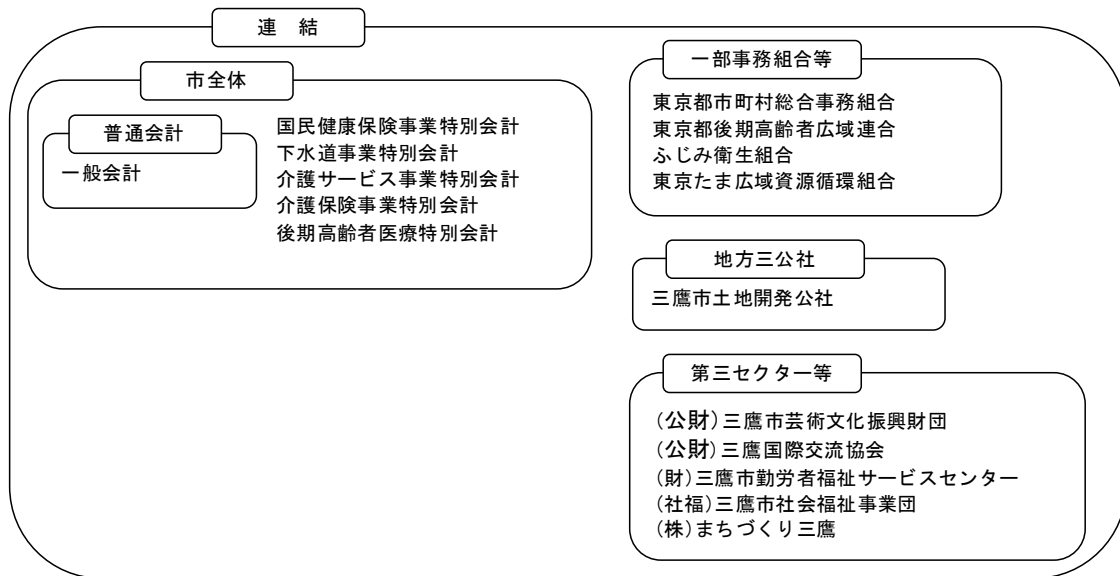 連 結
市全体
普通会計
一般会計
国民健康保険事業特別会計
下水道事業特別会計
介護サービス事業特別会計
介護保険事業特別会計
後期高齢者医療特別会計
一部事務組合等
東京都市町村総合事務組合
東京都後期高齢者広域連合
ふじみ衛生組合
東京たま広域資源循環組合
地方三公社
三鷹市土地開発公社
第三セクター等
(公財)三鷹市芸術文化振興財団
(公財)三鷹国際交流協会
(財)三鷹市勤労者福祉サービスセンター
(社福)三鷹市社会福祉事業団
(株)まちづくり三鷹